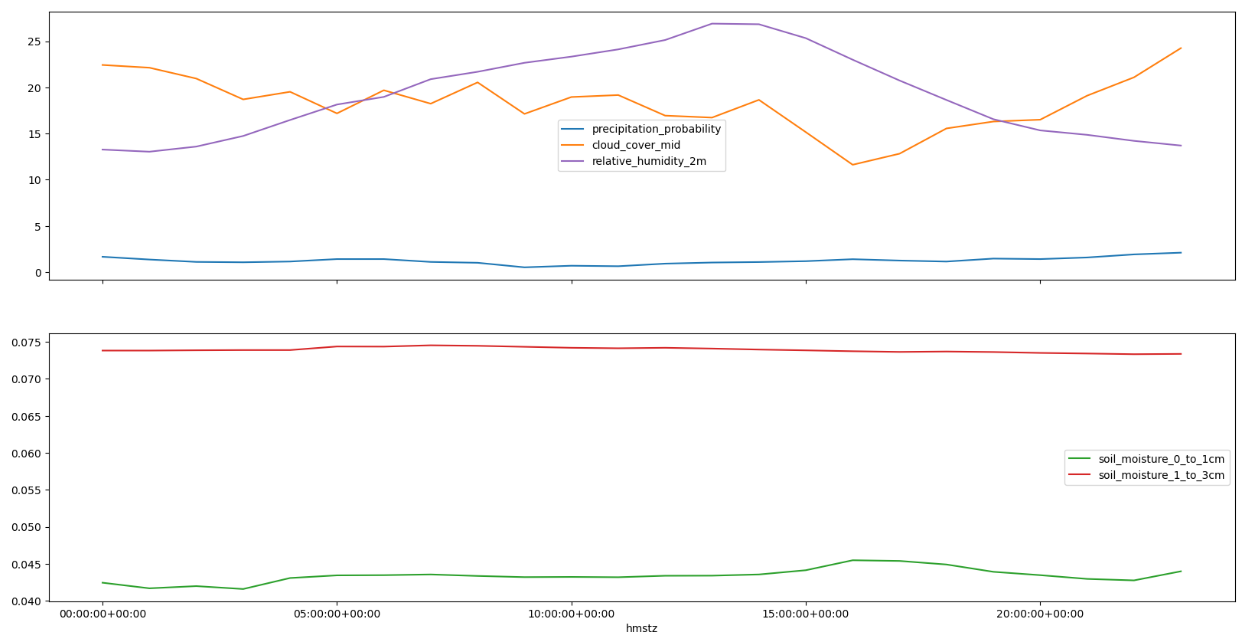 25
20
15
10
5
0
precipitation_probability
cloud_cover_mid
relative_humidity_2m
0.075
0.070
0.065
0.060
0.055
0.050
0.045
0.040
soil_moisture_0_to_1cm
soil_moisture_1_to_3cm
00:00:00+00:00 05:00:00+00:00 10:00:00+00:00 15:00:00+00:00 20:00:00+00:00
hmstz